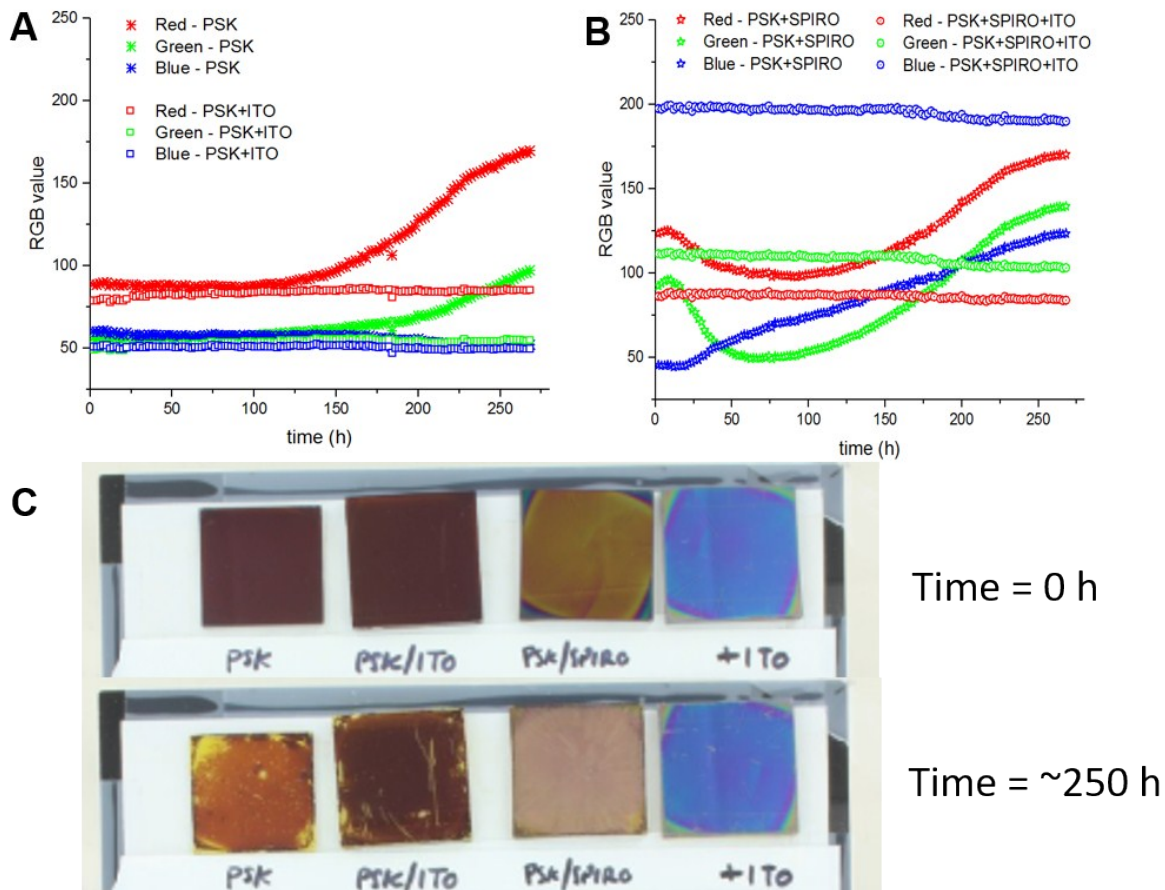 A
250
200
150
100
50
RGB value
0 50 100 150 200 250
time (h)
Red - PSK
Green - PSK
Blue - PSK
Red - PSK+ITO
Green - PSK+ITO
Blue - PSK+ITO
B
250
200
150
100
50
RGB value
0 50 100 150 200 250
time (h)
Red - PSK+SPIRO
Green - PSK+SPIRO
Blue - PSK+SPIRO
Red - PSK+SPIRO+ITO
Green - PSK+SPIRO+ITO
Blue - PSK+SPIRO+ITO
C
PSK PSK/ITO PSK/SPIRO +ITO
Time = 0 h
PSK PSK/ITO PSK/SPIRO +ITO
Time = ~250 h